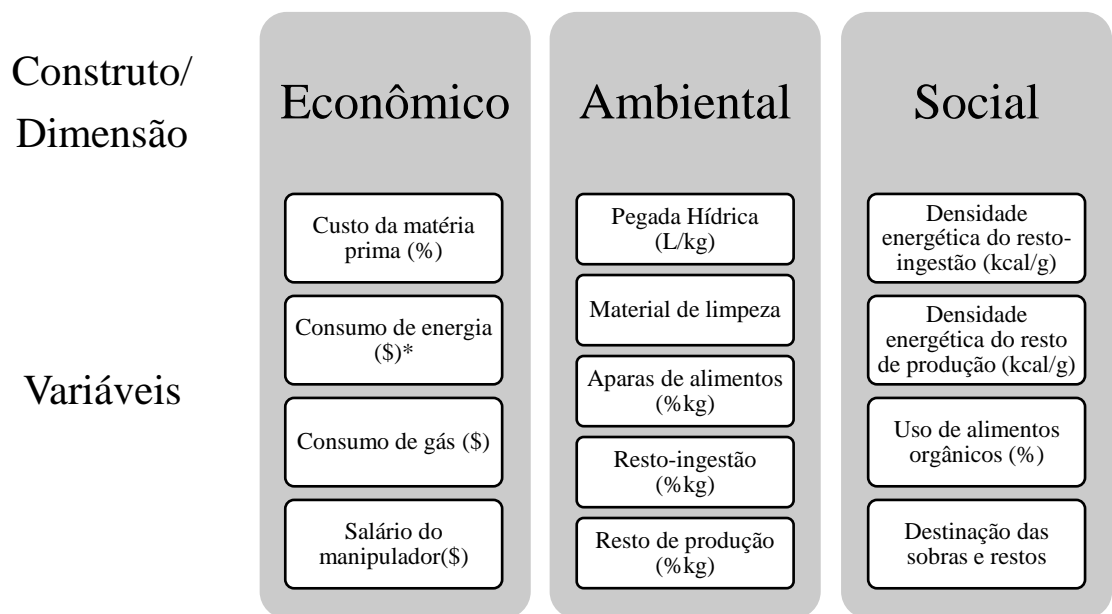 Construto/
Dimensão
Econômico
Ambiental
Social
Variáveis
Custo da matéria
prima (%)
Consumo de energia
($)*
Consumo de gás ($)
Salário do
manipulador($)
Pegada Hídrica
(L/kg)
Material de limpeza
Aparas de alimentos
(%kg)
Resto-ingestão
(%kg)
Resto de produção
(%kg)
Densidade
energética do resto-
ingestão (kcal/g)
Densidade
energética do resto
de produção (kcal/g)
Uso de alimentos
orgânicos (%)
Destinação das
sobras e restos